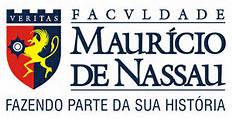 VERITAS
FACVLDADE
MAURÍCIO
DE NASSAU
FAZENDO PARTE DA SUA HISTÓRIA